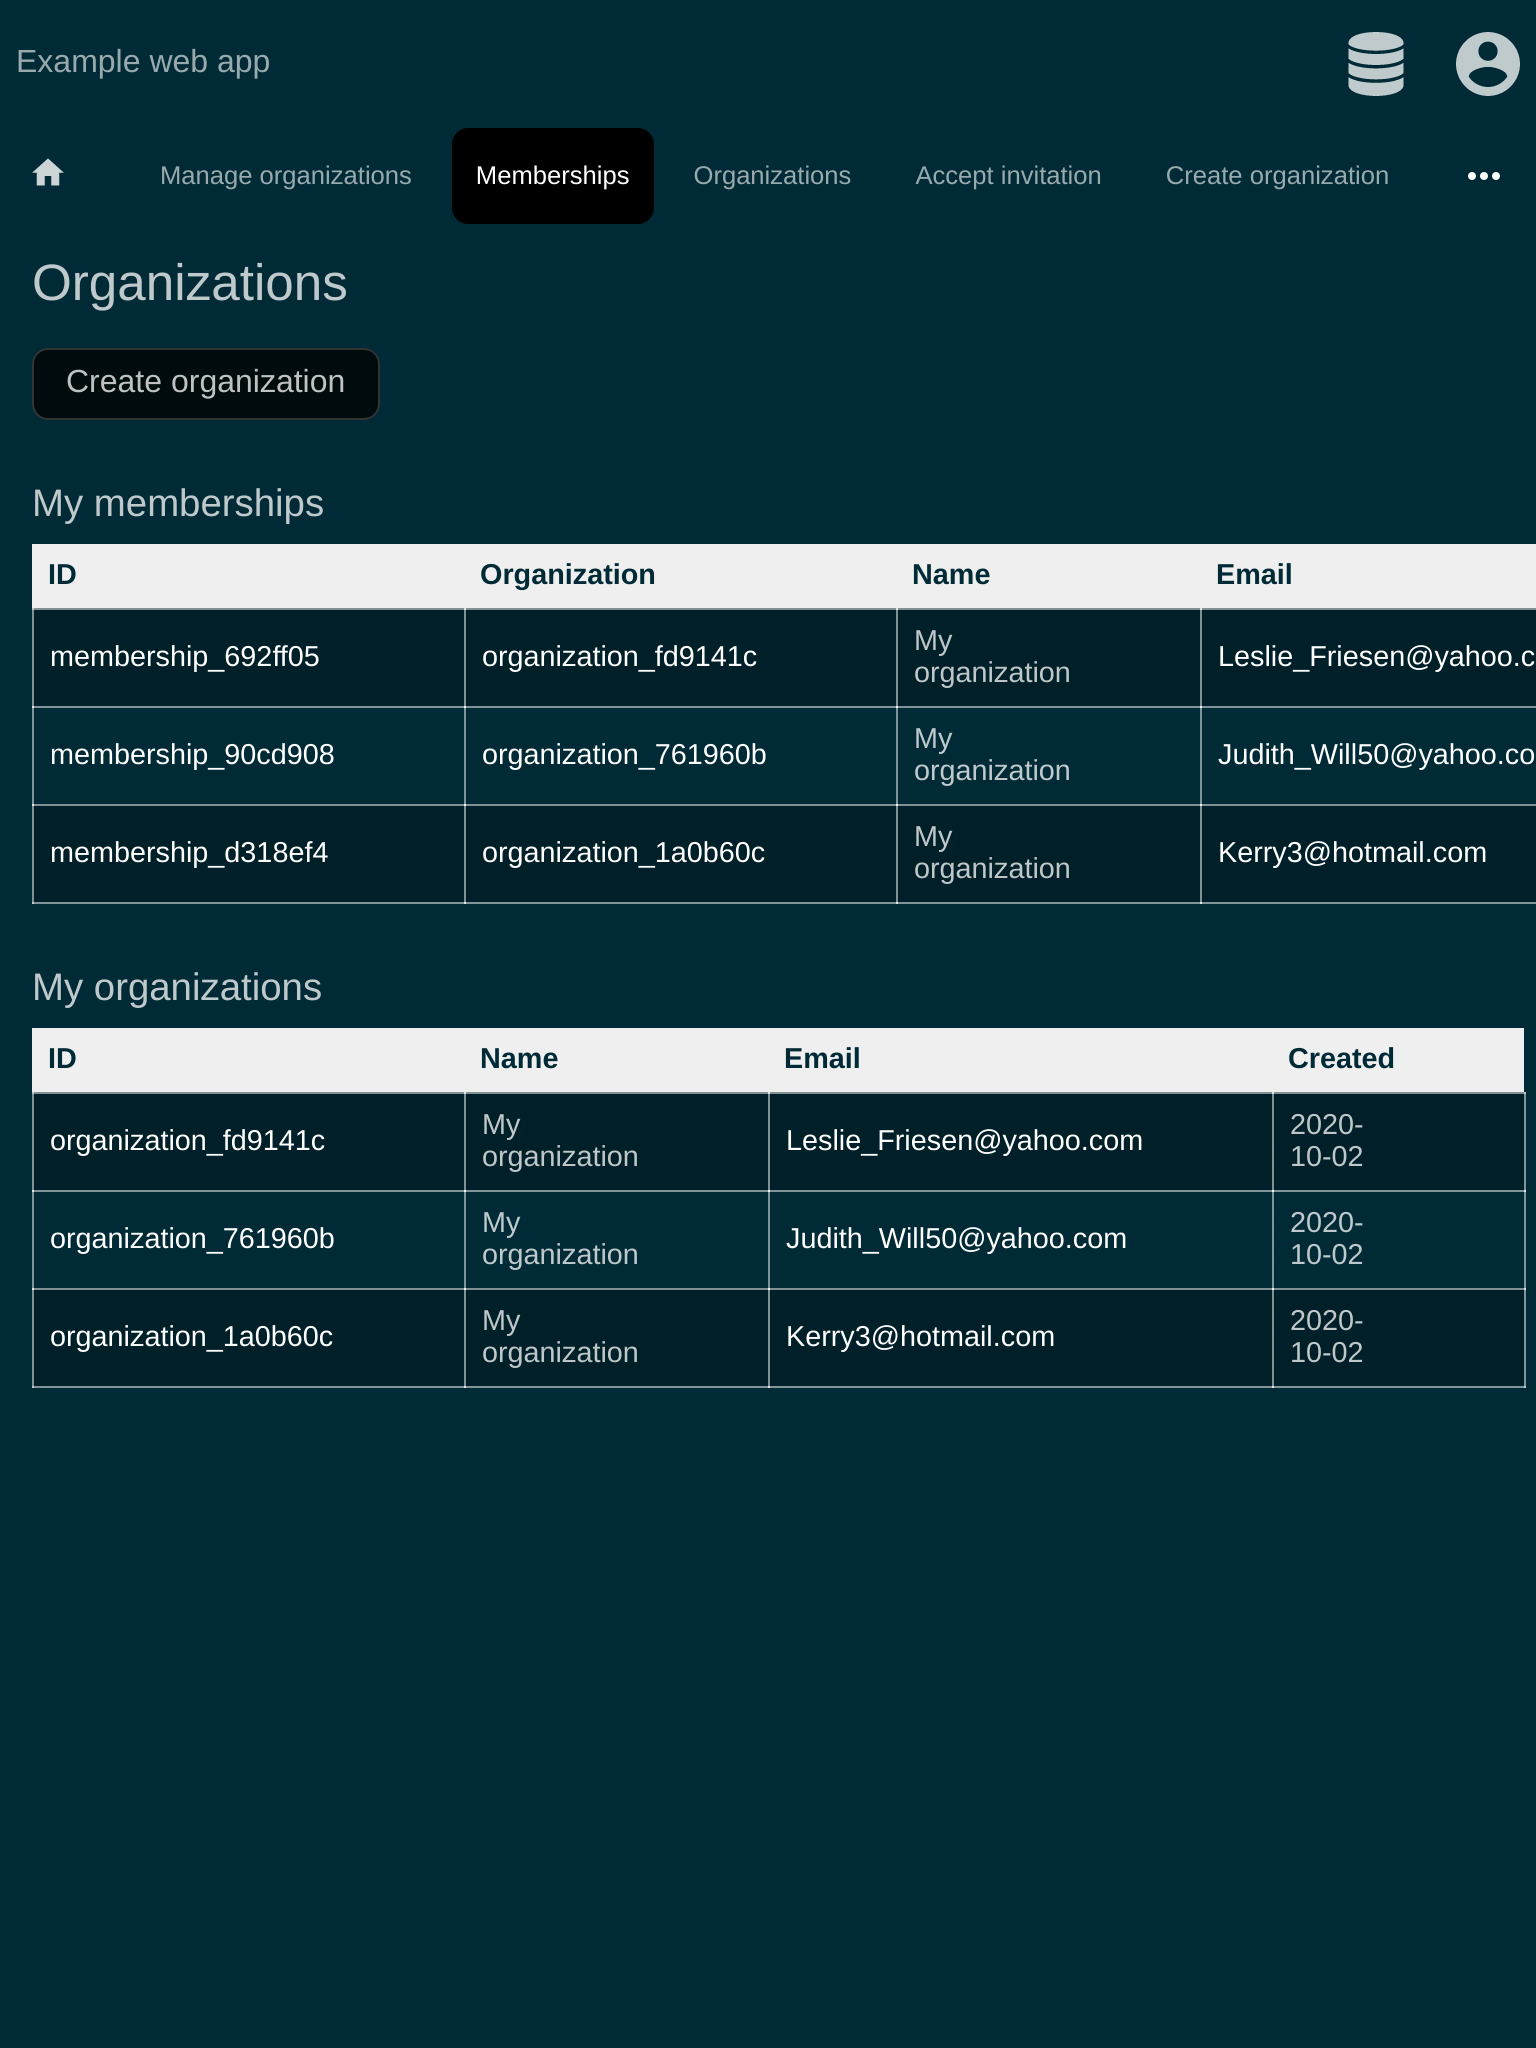 Example web app
Manage organizations Memberships Organizations Accept invitation Create organization
Organizations
Create organization
My memberships
ID Organization Name Email
membership_692ff05 organization_fd9141c My organization Leslie_Friesen@yahoo.c
membership_90cd908 organization_761960b My organization Judith_Will50@yahoo.co
membership_d318ef4 organization_1a0b60c My organization Kerry3@hotmail.com
My organizations
ID Name Email Created
organization_fd9141c My organization Leslie_Friesen@yahoo.com 2020-10-02
organization_761960b My organization Judith_Will50@yahoo.com 2020-10-02
organization_1a0b60c My organization Kerry3@hotmail.com 2020-10-02